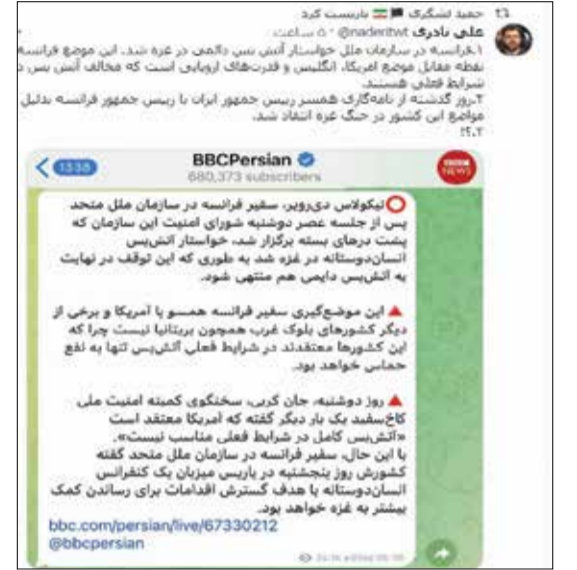 حمید لشگری بازپست کرد
علی نادری @naderitwt · ۵ ساعت
۱.فرانسه در سازمان ملل خواستار آتش بس دائمی در غزه شد. این موضع فرانسه
نقطه مقابل موضع امریکا، انگلیس و قدرت‌های اروپایی است که مخالف آتش بس در
شرایط فعلی هستند.
۲.روز گذشته از نامه‌نگاری همسر رییس جمهور ایران با رییس جمهور فرانسه بدلیل
مواضع این کشور در جنگ غزه انتقاد شد.
۲.؟!
1338
BBCPersian
680,373 subscribers
NEWS
نیکولاس دی‌رویر، سفیر فرانسه در سازمان ملل متحد
پس از جلسه عصر دوشنبه شورای امنیت این سازمان که
پشت درهای بسته برگزار شد، خواستار آتش‌بس
انسان‌دوستانه در غزه شد به طوری که این توقف در نهایت
به آتش‌بس دایمی هم منتهی شود.
این موضع‌گیری سفیر فرانسه همسو با آمریکا و برخی از
دیگر کشورهای بلوک غرب همچون بریتانیا نیست چرا که
این کشورها معتقدند در شرایط فعلی آتش‌بس تنها به نفع
حماس خواهد بود.
روز دوشنبه، جان کربی، سخنگوی کمیته امنیت ملی
کاخ‌سفید یک بار دیگر گفته که آمریکا معتقد است
«آتش‌بس کامل در شرایط فعلی مناسب نیست».
با این حال، سفیر فرانسه در سازمان ملل متحد گفته
کشورش روز پنجشنبه در پاریس میزبان یک کنفرانس
انسان‌دوستانه با هدف گسترش اقدامات برای رساندن کمک
بیشتر به غزه خواهد بود.
bbc.com/persian/live/67330212
@bbcpersian